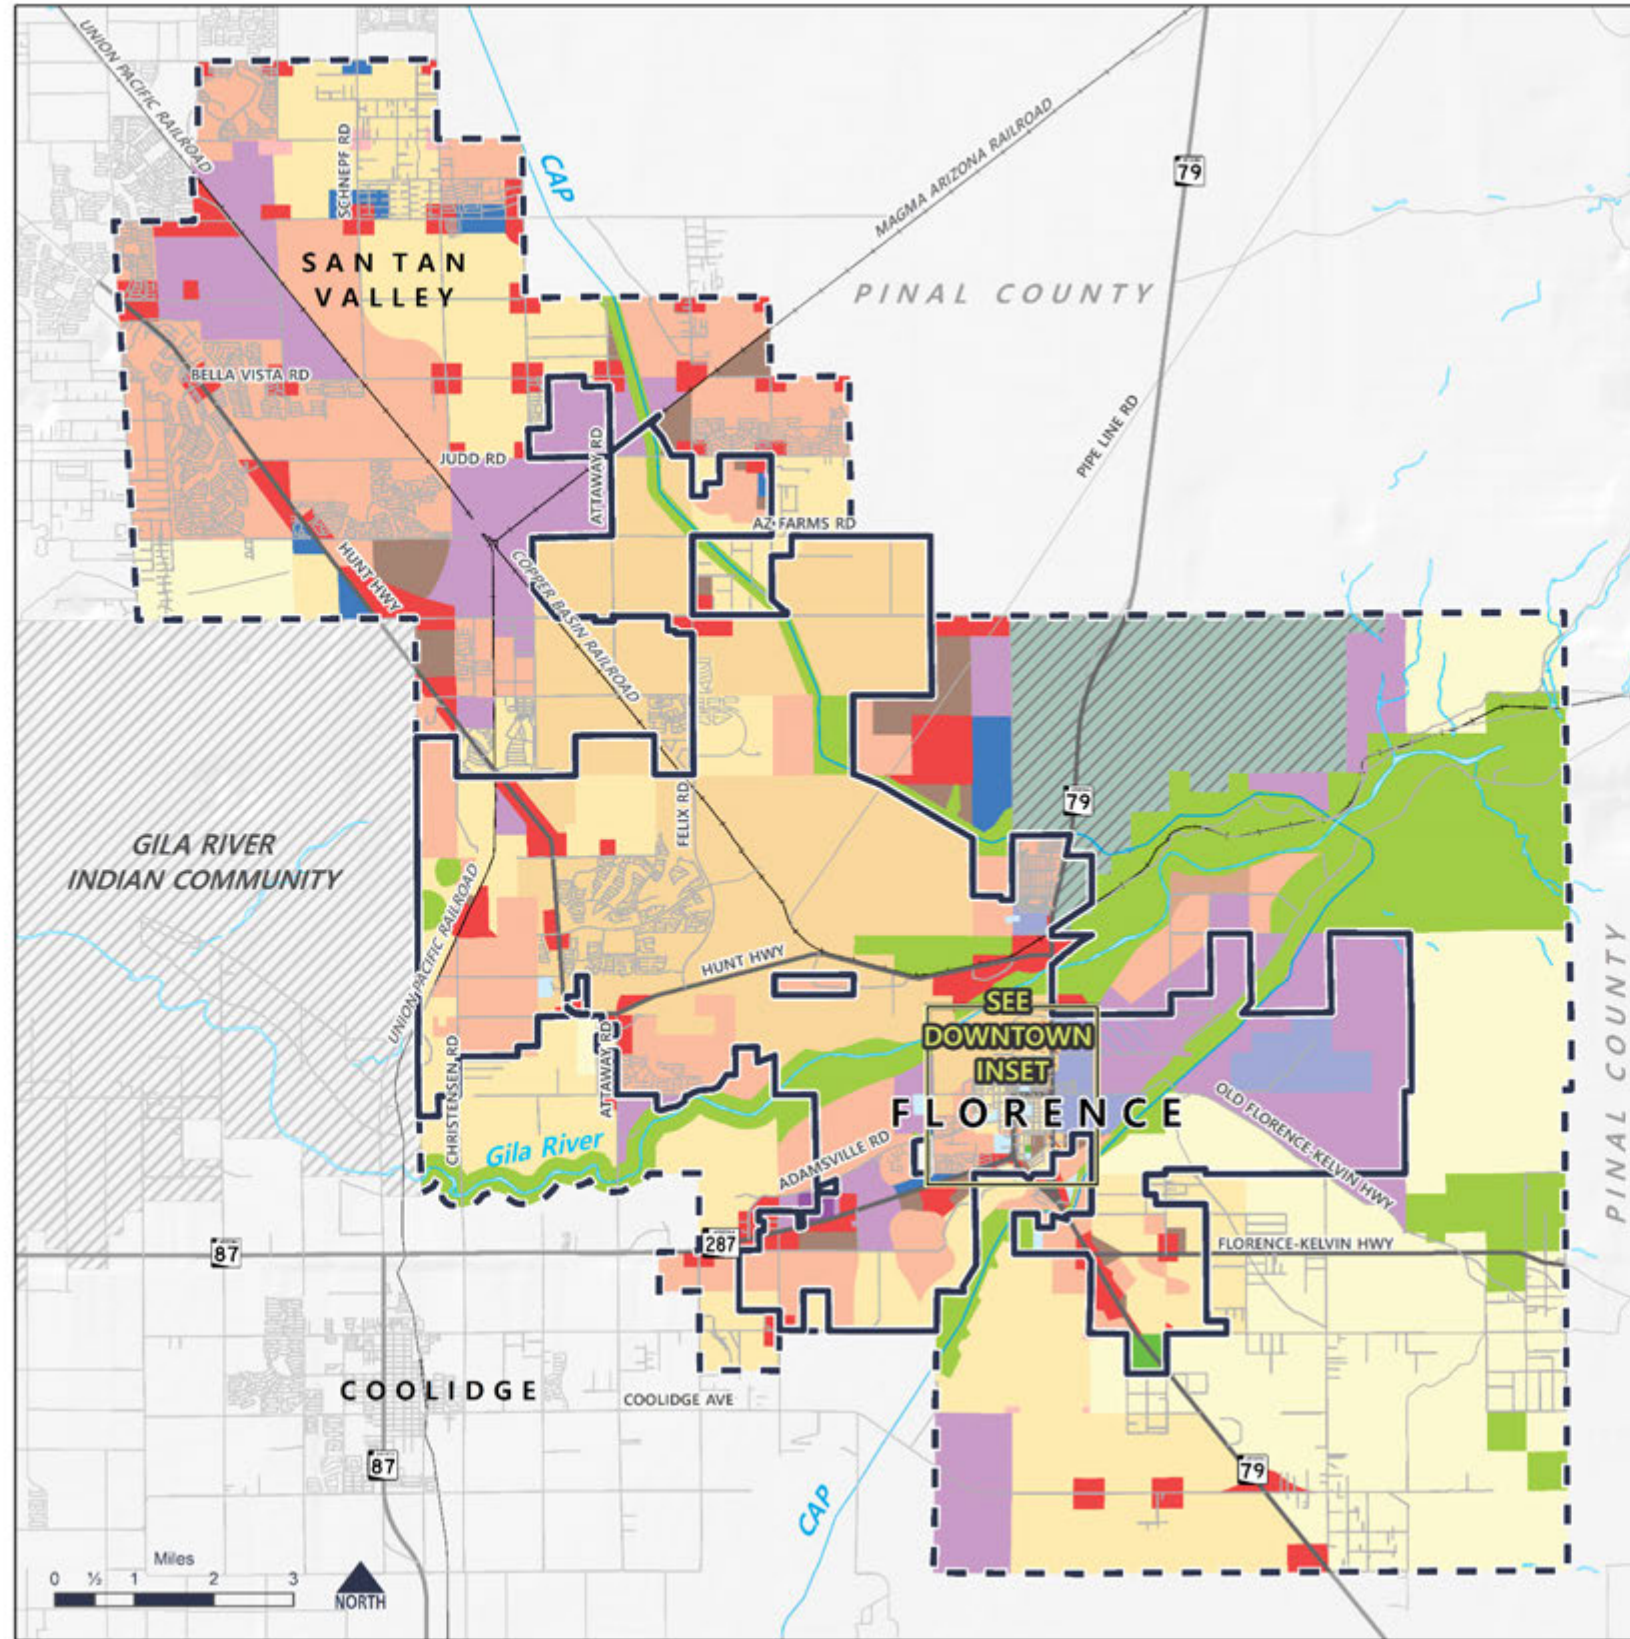 UNION PACIFIC RAILROAD
SCHNEPF RD
CAP
MAGMA ARIZONA RAILROAD
79
SAN TAN
VALLEY
PINAL COUNTY
BELLA VISTA RD
JUDD RD
ATTAWAY RD
PIPE LINE RD
AZ FARMS RD
HUNT HWY
COPPER BASIN RAILROAD
79
FELIX RD
GILA RIVER
INDIAN COMMUNITY
UNION PACIFIC RAILROAD
HUNT HWY
PINAL COUNTY
SEE
DOWNTOWN
INSET
CHRISTENSEN RD
ATTAWAY RD
FLORENCE
OLD FLORENCE-KELVIN HWY
Gila River
ADAMSVILLE RD
87
287
FLORENCE-KELVIN HWY
COOLIDGE
COOLIDGE AVE
87
79
CAP
Miles
0 ½ 1 2 3
NORTH